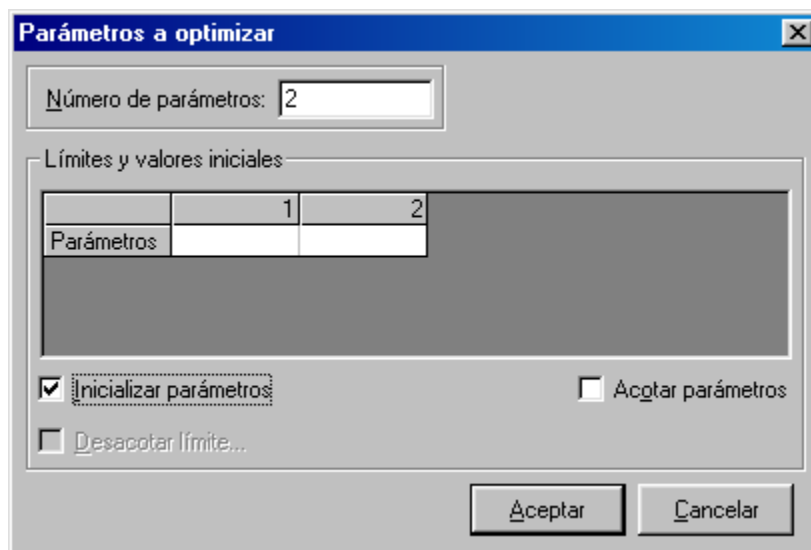 Parámetros a optimizar
Número de parámetros: 2
Límites y valores iniciales
1 2
Parámetros
Inicializar parámetros Acotar parámetros
Desacotar límite...
Aceptar Cancelar